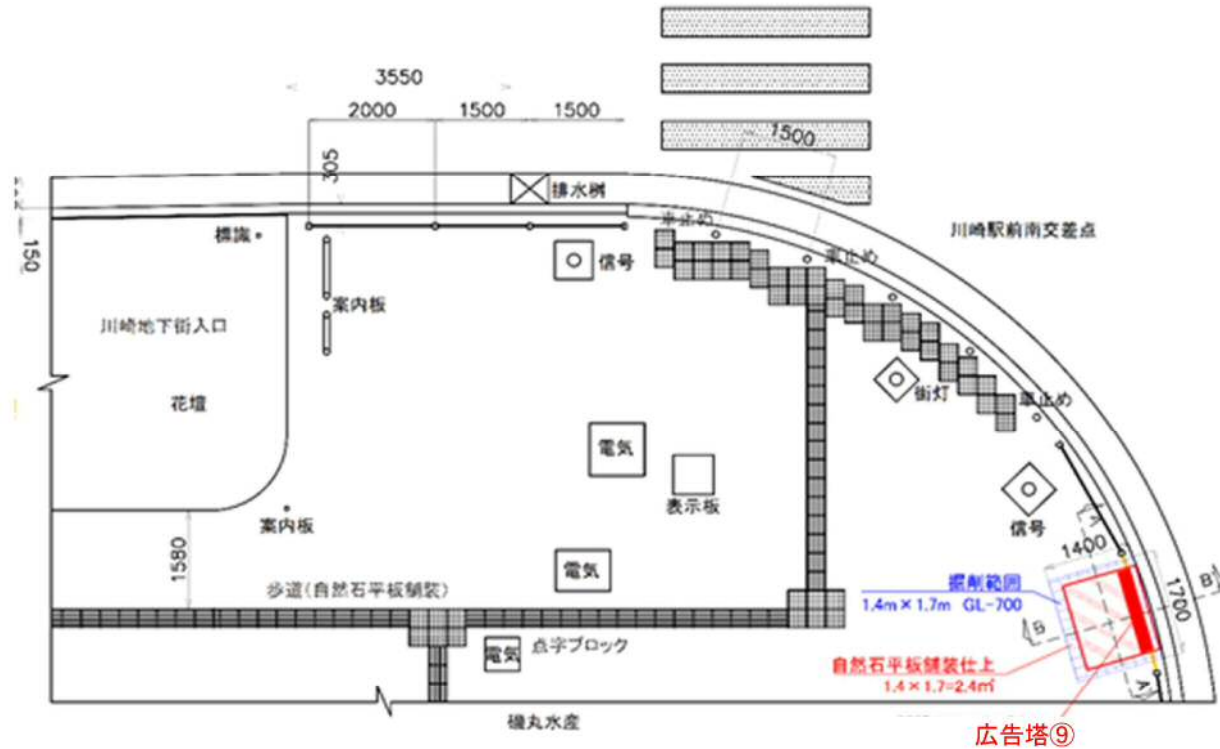 3550
2000
1500
1500
1500
305
排水桝
150
標識
車止め
川崎駅前南交差点
信号
車止め
案内板
川崎地下街入口
街灯
花壇
車止め
電気
表示板
案内板
信号
A
1400
1580
電気
掘削範囲
B
1.4m×1.7m GL-700
1700
歩道(自然石平板舗装)
B
点字ブロック
電気
自然石平板舗装仕上
1.4×1.7=2.4㎡
A
磯丸水産
広告塔⑨